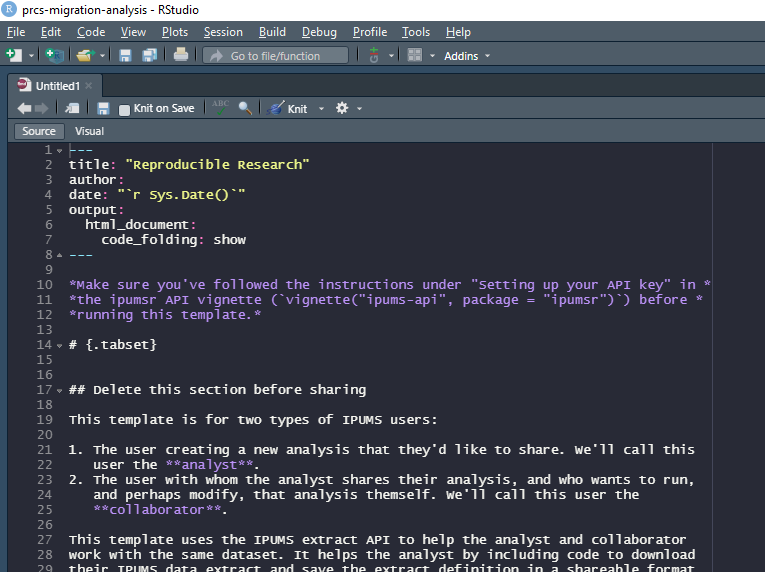 prcs-migration-analysis - RStudio
File Edit Code View Plots Session Build Debug Profile Tools Help
Go to file/function Addins
Untitled1
Knit on Save ABC Knit
Source Visual
1 ---
2 title: "Reproducible Research"
3 author:
4 date: "`r Sys.Date()`"
5 output:
6 html_document:
7 code_folding: show
8 ---
9
10 *Make sure you've followed the instructions under "Setting up your API key" in *
11 *the ipumsr API vignette (`vignette("ipums-api", package = "ipumsr")`) before *
12 *running this template.*
13
14 # {.tabset}
15
16
17 ## Delete this section before sharing
18
19 This template is for two types of IPUMS users:
20
21 1. The user creating a new analysis that they'd like to share. We'll call this
22 user the **analyst**.
23 2. The user with whom the analyst shares their analysis, and who wants to run,
24 and perhaps modify, that analysis themself. We'll call this user the
25 **collaborator**.
26
27 This template uses the IPUMS extract API to help the analyst and collaborator
28 work with the same dataset. It helps the analyst by including code to download
29 their IPUMS data extract and save the extract definition in a shareable format